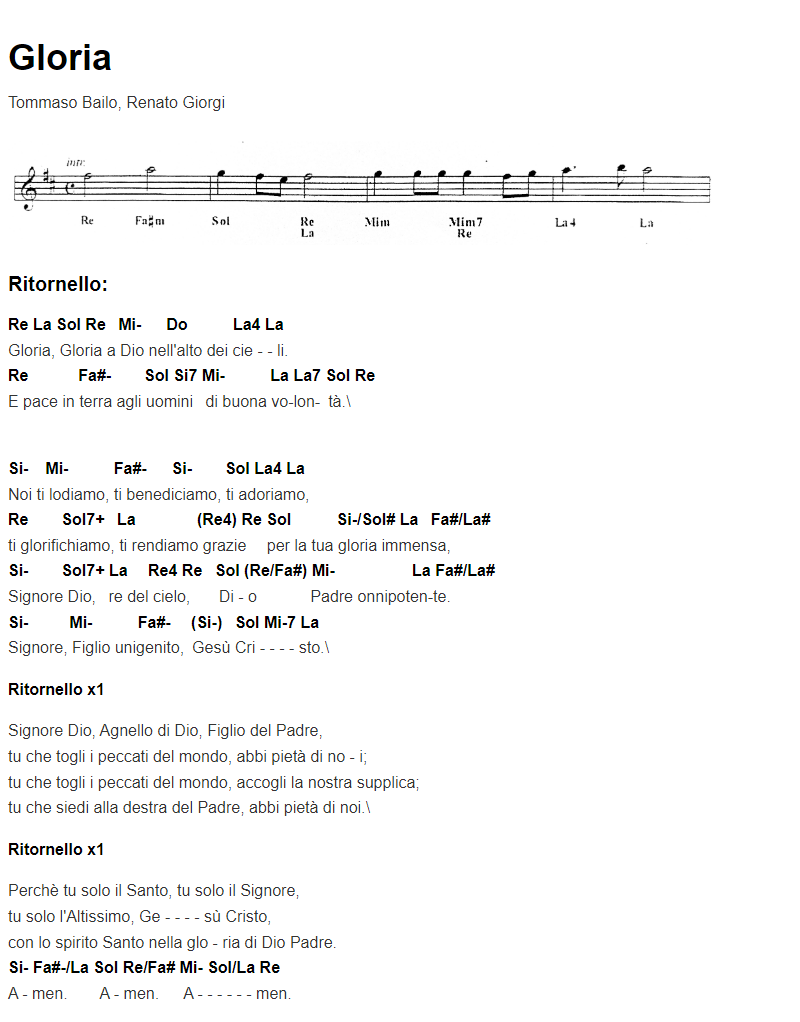 Gloria
Tommaso Bailo, Renato Giorgi
intr.
Re Fa#m Sol Re Mim Mim7 La4 La
La Re
Ritornello:
Re La Sol Re Mi- Do La4 La
Gloria, Gloria a Dio nell'alto dei cie - - li.
Re Fa#- Sol Si7 Mi- La La7 Sol Re
E pace in terra agli uomini di buona vo-lon- tà.\
Si- Mi- Fa#- Si- Sol La4 La
Noi ti lodiamo, ti benediciamo, ti adoriamo,
Re Sol7+ La (Re4) Re Sol Si-/Sol# La Fa#/La#
ti glorifichiamo, ti rendiamo grazie per la tua gloria immensa,
Si- Sol7+ La Re4 Re Sol (Re/Fa#) Mi- La Fa#/La#
Signore Dio, re del cielo, Di - o Padre onnipoten-te.
Si- Mi- Fa#- (Si-) Sol Mi-7 La
Signore, Figlio unigenito, Gesù Cri - - - - sto.\
Ritornello x1
Signore Dio, Agnello di Dio, Figlio del Padre,
tu che togli i peccati del mondo, abbi pietà di no - i;
tu che togli i peccati del mondo, accogli la nostra supplica;
tu che siedi alla destra del Padre, abbi pietà di noi.\
Ritornello x1
Perchè tu solo il Santo, tu solo il Signore,
tu solo l'Altissimo, Ge - - - - sù Cristo,
con lo spirito Santo nella glo - ria di Dio Padre.
Si- Fa#-/La Sol Re/Fa# Mi- Sol/La Re
A - men. A - men. A - - - - - - men.